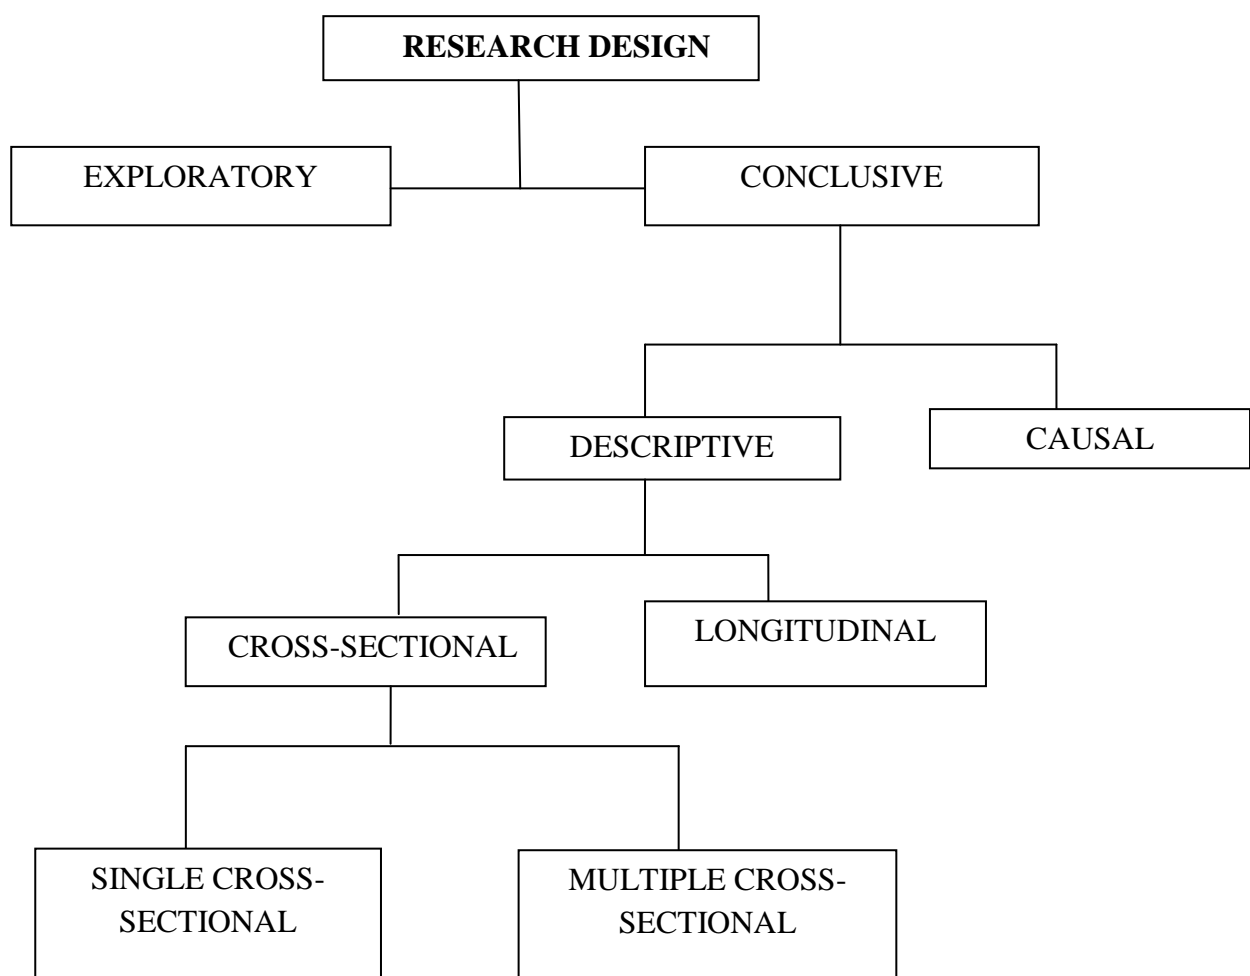 RESEARCH DESIGN
EXPLORATORY
CONCLUSIVE
DESCRIPTIVE
CAUSAL
CROSS-SECTIONAL
LONGITUDINAL
SINGLE CROSS-
SECTIONAL
MULTIPLE CROSS-
SECTIONAL